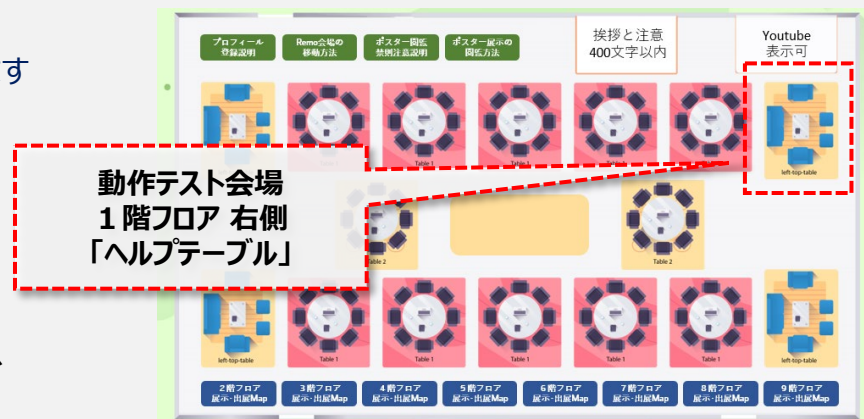 す
プロフィール
登録説明
Remo会場の
移動方法
ポスター閲覧
禁則注意説明
ポスター展示の
閲覧方法
挨拶と注意
400文字以内
Youtube
表示可
Table 1
Table 1
Table 1
Table 1
left-top-table
動作テスト会場
1階フロア 右側
「ヘルプテーブル」
Table 2
Table 2
left-top-table
Table 1
Table 1
Table 1
Table 1
left-top-table
2階フロア
展示・出展Map
3階フロア
展示・出展Map
4階フロア
展示・出展Map
5階フロア
展示・出展Map
6階フロア
展示・出展Map
7階フロア
展示・出展Map
8階フロア
展示・出展Map
9階フロア
展示・出展Map